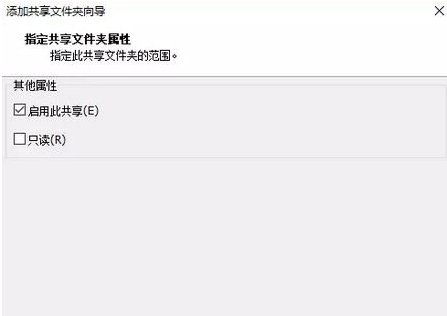 添加共享文件夹向导
指定共享文件夹属性
指定此共享文件夹的范围。
其他属性
启用此共享(E)
只读(R)